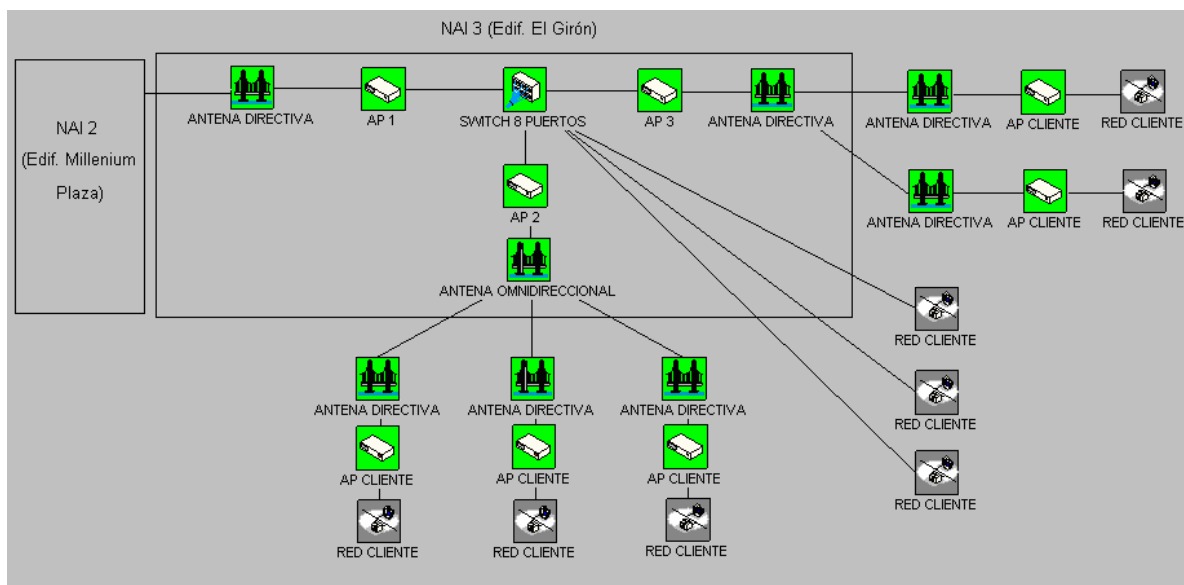 NAI 3 (Edif. El Girón)
NAI 2
(Edif. Millenium
Plaza)
ANTENA DIRECTIVA
AP 1
SWITCH 8 PUERTOS
AP 3
ANTENA DIRECTIVA
ANTENA DIRECTIVA
AP CLIENTE
RED CLIENTE
AP 2
ANTENA DIRECTIVA
AP CLIENTE
RED CLIENTE
ANTENA OMNIDIRECCIONAL
RED CLIENTE
ANTENA DIRECTIVA
ANTENA DIRECTIVA
ANTENA DIRECTIVA
RED CLIENTE
AP CLIENTE
AP CLIENTE
AP CLIENTE
RED CLIENTE
RED CLIENTE
RED CLIENTE
RED CLIENTE